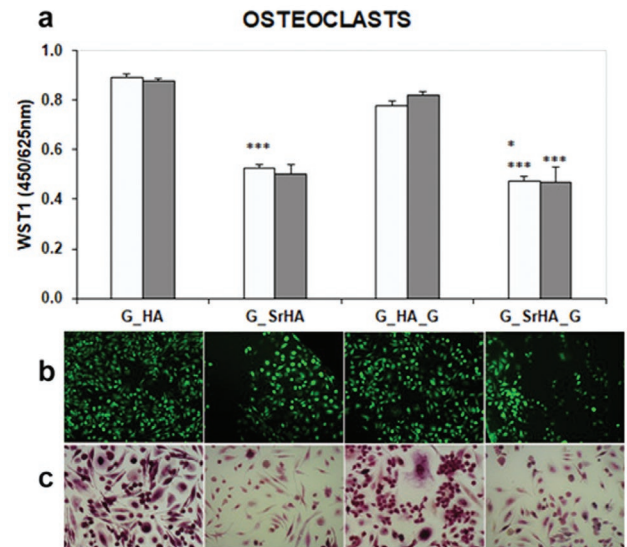 a
OSTEOCLASTS
WST1 (450/625nm)
1.0
0.8
0.6
0.4
0.2
0.0
***
*
*** ***
G_HA G_SrHA G_HA_G G_SrHA_G
b
c